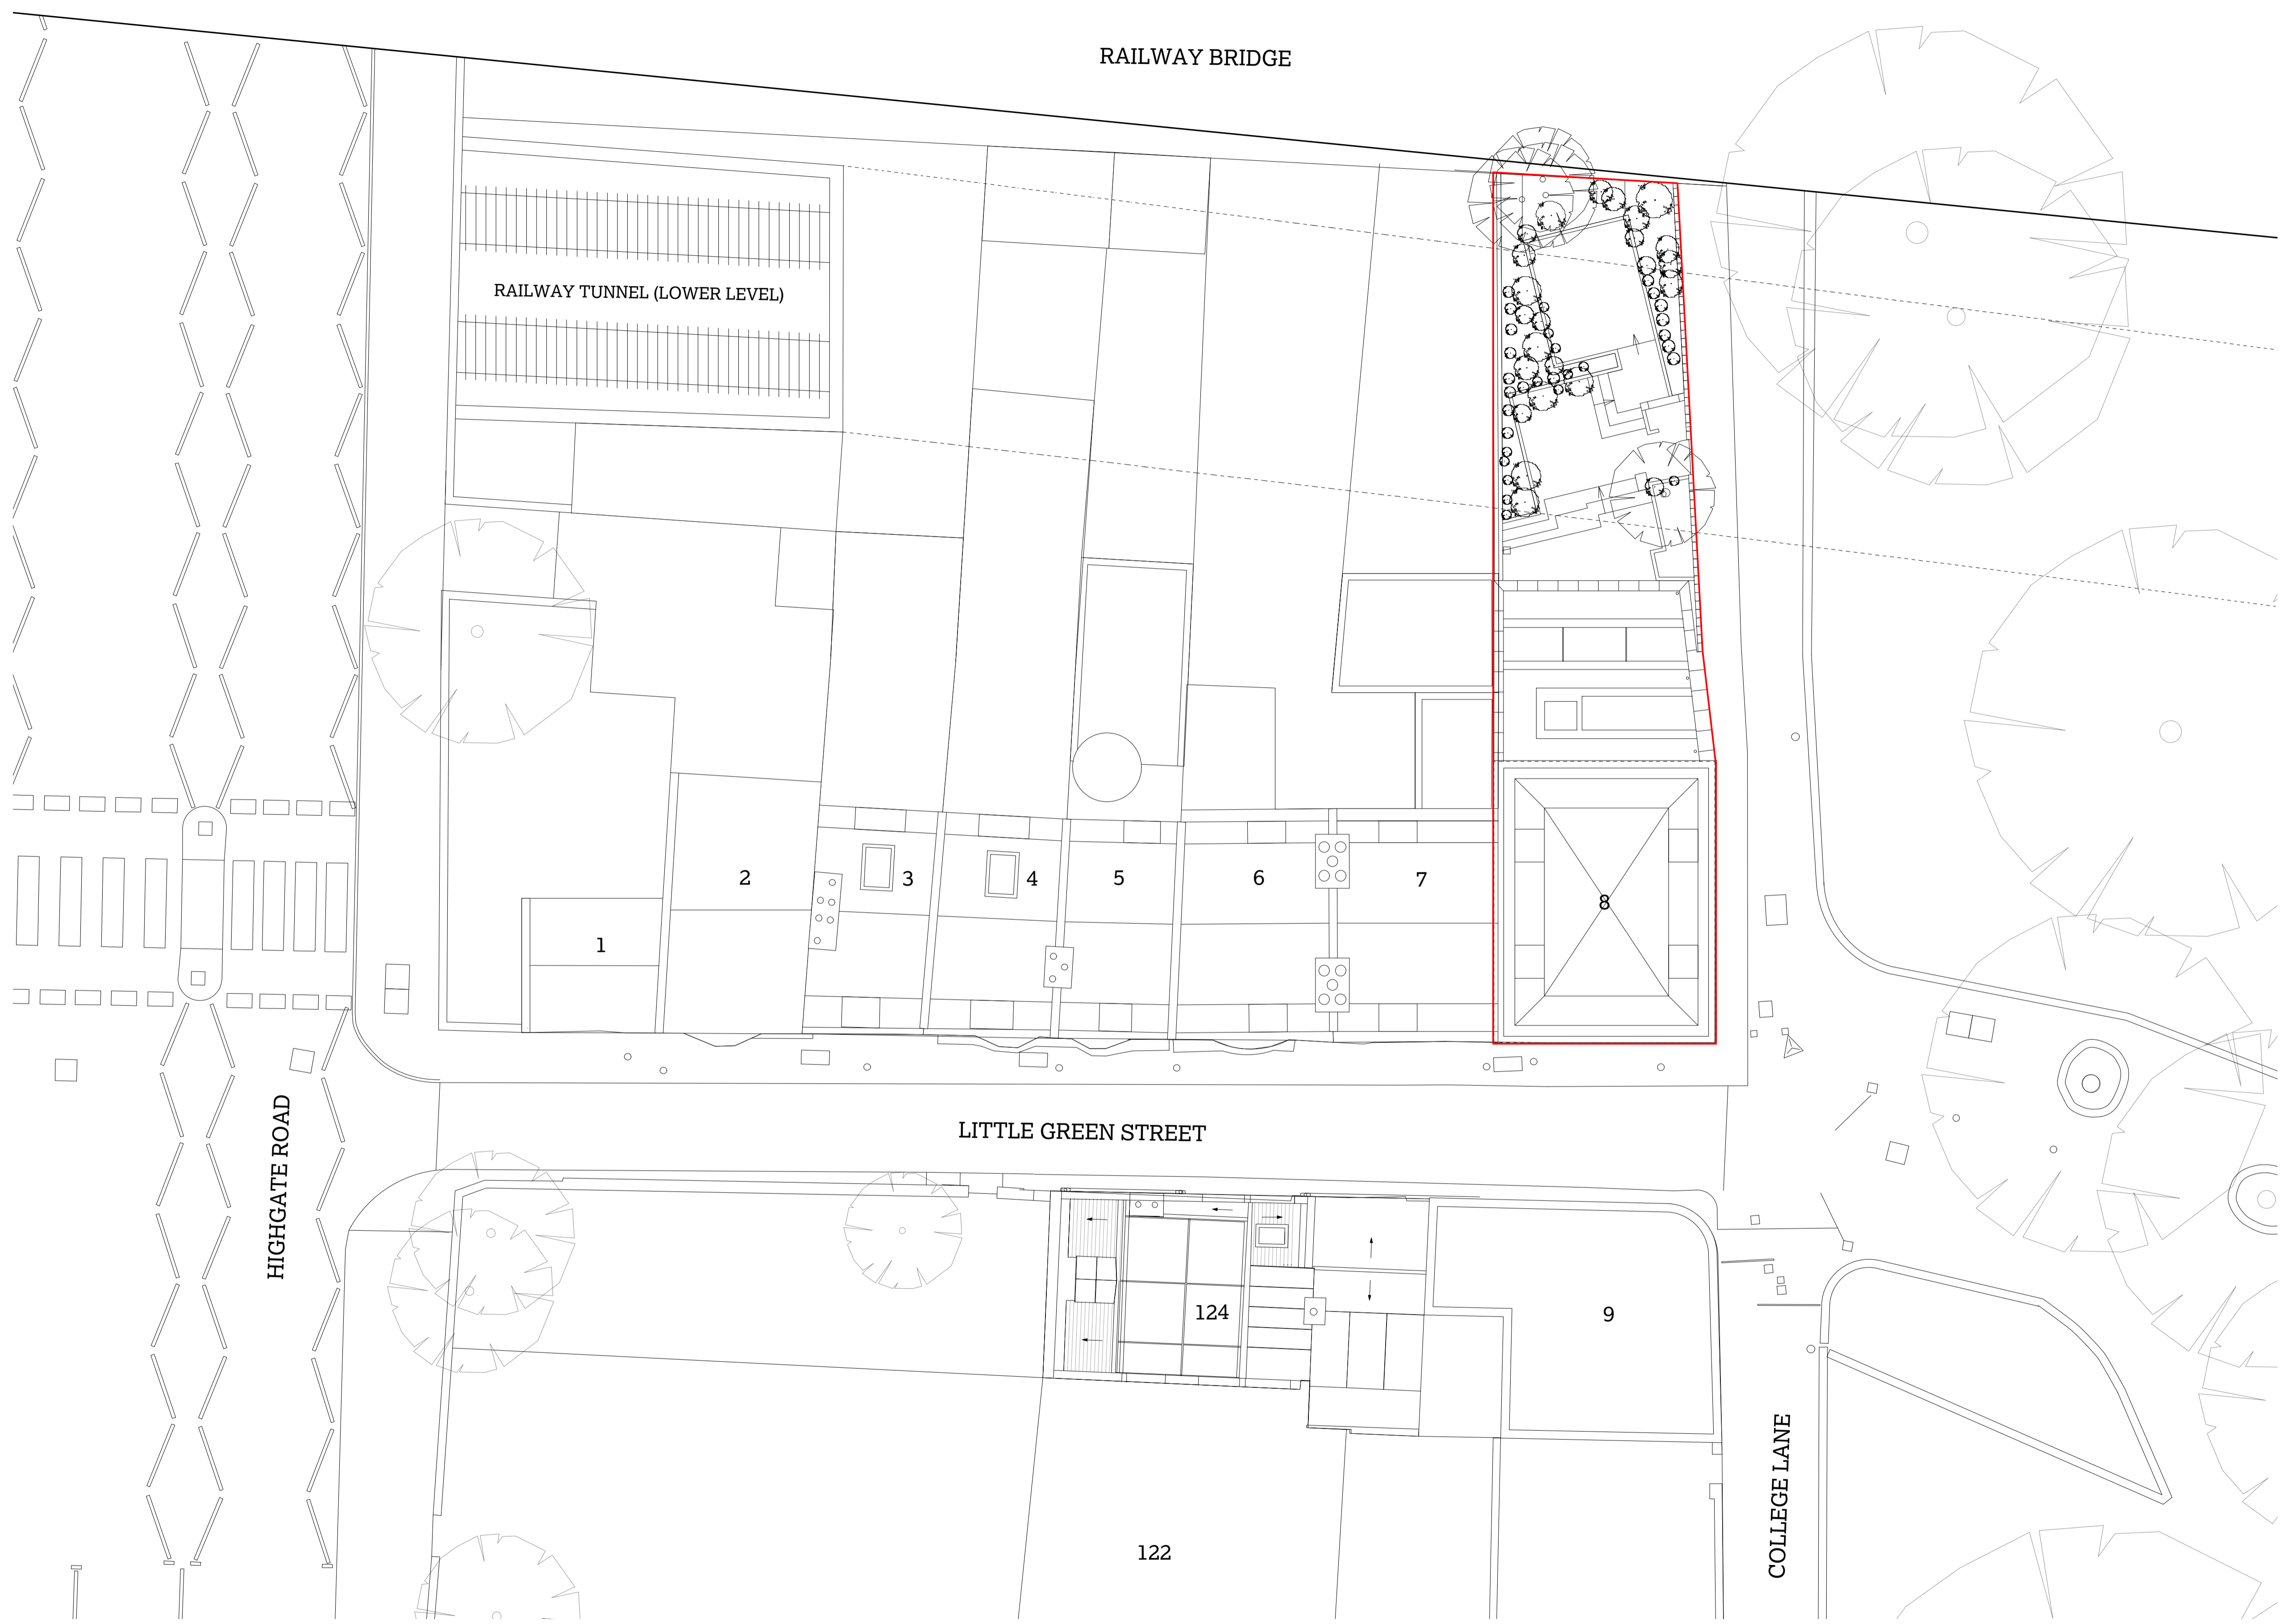 RAILWAY BRIDGE
RAILWAY TUNNEL (LOWER LEVEL)
1
2
3
4
5
6
7
8
HIGHGATE ROAD
LITTLE GREEN STREET
124
9
122
COLLEGE LANE